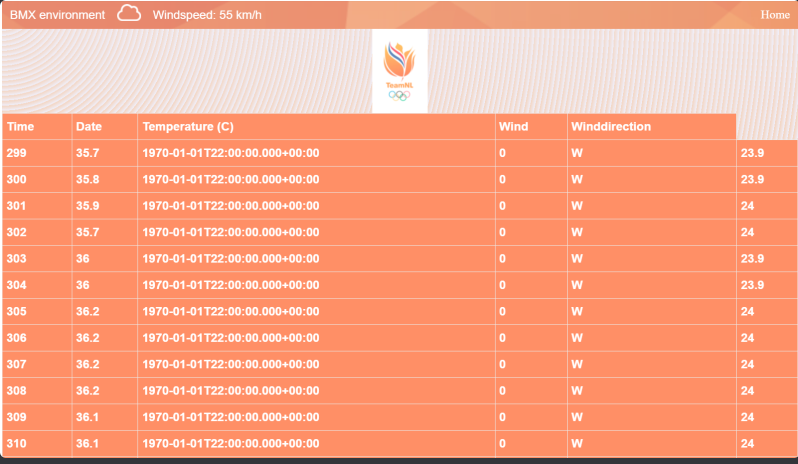 BMX environment Windspeed: 55 km/h Home
TeamNL
Time Date Temperature (C) Wind Winddirection
299 35.7 1970-01-01T22:00:00.000+00:00 0 W 23.9
300 35.8 1970-01-01T22:00:00.000+00:00 0 W 23.9
301 35.9 1970-01-01T22:00:00.000+00:00 0 W 24
302 35.7 1970-01-01T22:00:00.000+00:00 0 W 24
303 36 1970-01-01T22:00:00.000+00:00 0 W 23.9
304 36 1970-01-01T22:00:00.000+00:00 0 W 23.9
305 36.2 1970-01-01T22:00:00.000+00:00 0 W 24
306 36.2 1970-01-01T22:00:00.000+00:00 0 W 24
307 36.2 1970-01-01T22:00:00.000+00:00 0 W 24
308 36.2 1970-01-01T22:00:00.000+00:00 0 W 24
309 36.1 1970-01-01T22:00:00.000+00:00 0 W 24
310 36.1 1970-01-01T22:00:00.000+00:00 0 W 24